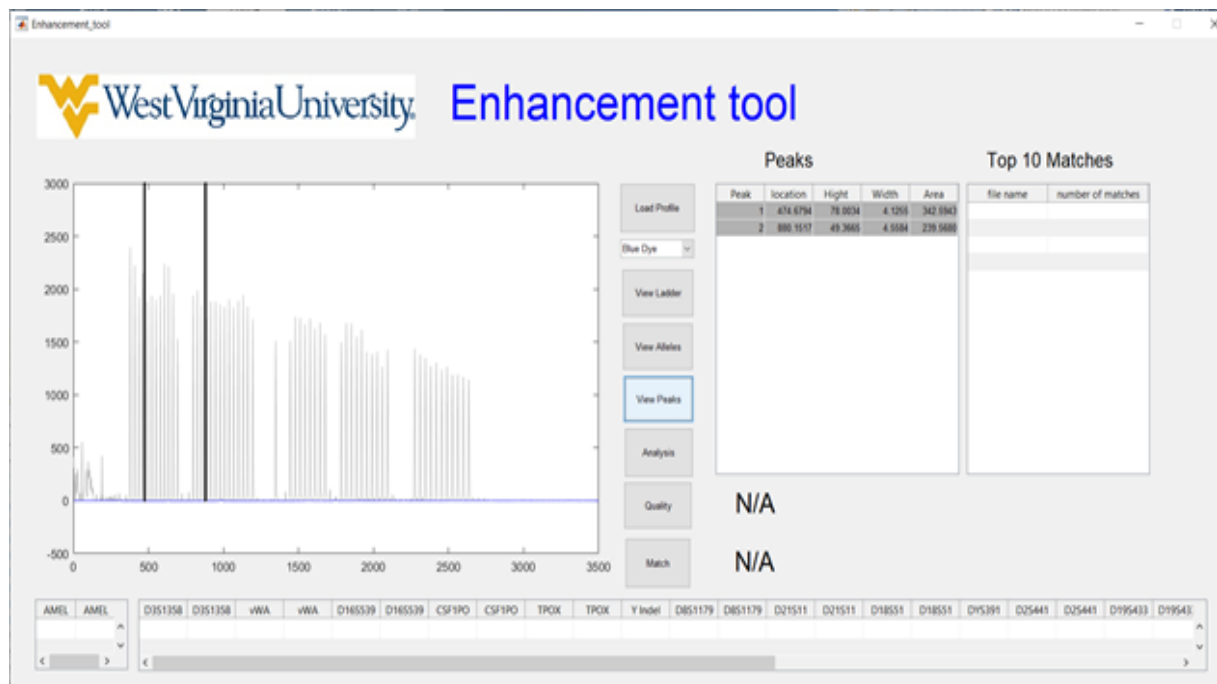 Enhancement_tool
WestVirginiaUniversity.
Enhancement tool
Peaks
Top 10 Matches
3000
2500
2000
1500
1000
500
0
-500
0 500 1000 1500 2000 2500 3000 3500
Load Profile
Blue Dye
View Ladder
View Alleles
View Peaks
Analysis
Quality
Match
Peak location Hight Width Area
1 474.6794 78.0034 4.1255 342.5943
2 880.1517 49.3665 4.5584 239.5680
file name number of matches
N/A
N/A
AMEL AMEL D3S1358 D3S1358 vWA vWA D16S539 D16S539 CSF1PO CSF1PO TPOX TPOX Y Indel D8S1179 D8S1179 D21S11 D21S11 D18S51 D18S51 DYS391 D2S441 D2S441 D19S433 D19S43